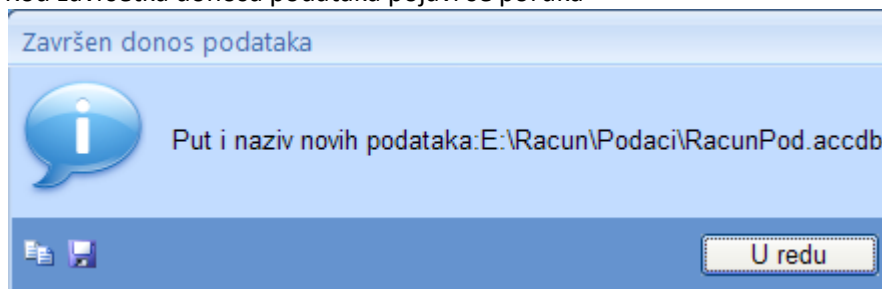 Završen donos podataka
Put i naziv novih podataka:E:\Racun\Podaci\RacunPod.accdb
U redu